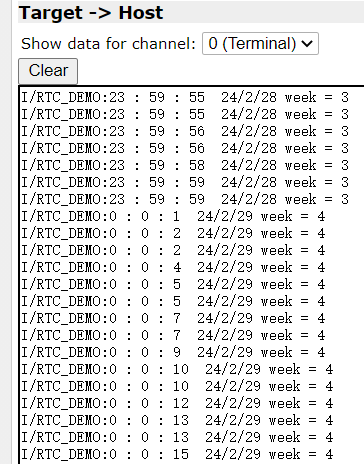 Target -> Host
Show data for channel: 0 (Terminal)
Clear
I/RTC_DEMO:23 : 59 : 55  24/2/28 week = 3
I/RTC_DEMO:23 : 59 : 55  24/2/28 week = 3
I/RTC_DEMO:23 : 59 : 56  24/2/28 week = 3
I/RTC_DEMO:23 : 59 : 56  24/2/28 week = 3
I/RTC_DEMO:23 : 59 : 58  24/2/28 week = 3
I/RTC_DEMO:23 : 59 : 59  24/2/28 week = 3
I/RTC_DEMO:23 : 59 : 59  24/2/28 week = 3
I/RTC_DEMO:0 : 0 : 1  24/2/29 week = 4
I/RTC_DEMO:0 : 0 : 2  24/2/29 week = 4
I/RTC_DEMO:0 : 0 : 2  24/2/29 week = 4
I/RTC_DEMO:0 : 0 : 4  24/2/29 week = 4
I/RTC_DEMO:0 : 0 : 5  24/2/29 week = 4
I/RTC_DEMO:0 : 0 : 5  24/2/29 week = 4
I/RTC_DEMO:0 : 0 : 7  24/2/29 week = 4
I/RTC_DEMO:0 : 0 : 7  24/2/29 week = 4
I/RTC_DEMO:0 : 0 : 9  24/2/29 week = 4
I/RTC_DEMO:0 : 0 : 10  24/2/29 week = 4
I/RTC_DEMO:0 : 0 : 10  24/2/29 week = 4
I/RTC_DEMO:0 : 0 : 12  24/2/29 week = 4
I/RTC_DEMO:0 : 0 : 13  24/2/29 week = 4
I/RTC_DEMO:0 : 0 : 13  24/2/29 week = 4
I/RTC_DEMO:0 : 0 : 15  24/2/29 week = 4